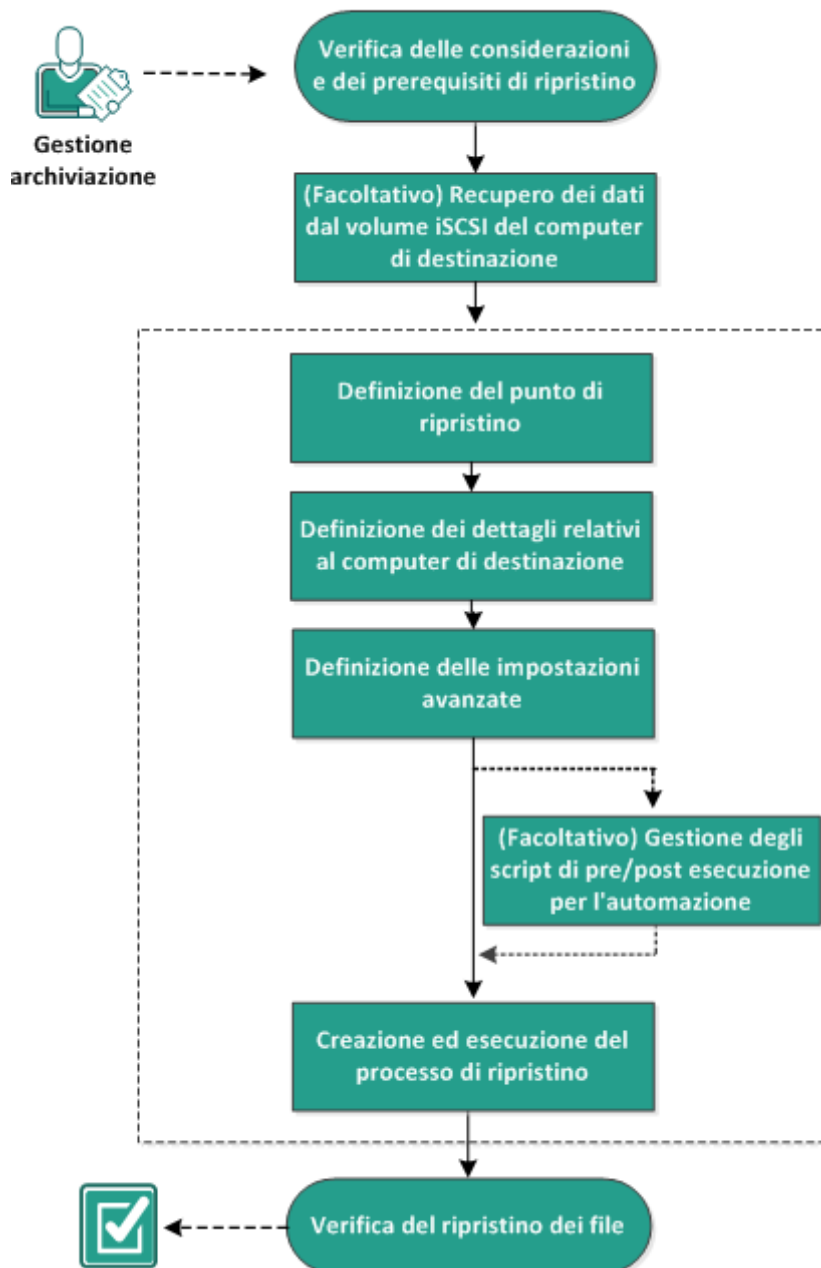 Verifica delle considerazioni
e dei prerequisiti di ripristino
Gestione
archiviazione
(Facoltativo) Recupero dei dati
dal volume iSCSI del computer
di destinazione
Definizione del punto di
ripristino
Definizione dei dettagli relativi
al computer di destinazione
Definizione delle impostazioni
avanzate
(Facoltativo) Gestione degli
script di pre/post esecuzione
per l'automazione
Creazione ed esecuzione del
processo di ripristino
Verifica del ripristino dei file